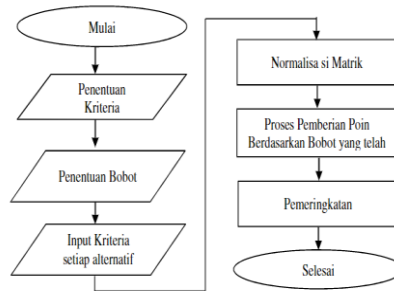 Mulai
Penentuan
Kriteria
Penentuan Bobot
Input Kriteria
setiap alternatif
Normalisa si Matrik
Proses Pemberian Poin
Berdasarkan Bobot yang telah
Pemeringkatan
Selesai